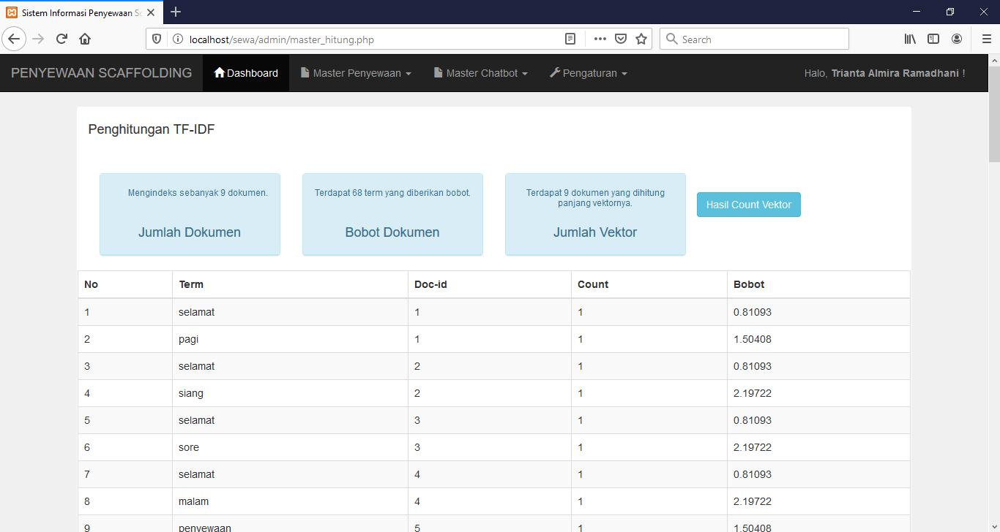 Sistem Informasi Penyewaan Sc
localhost/sewa/admin/master_hitung.php
Search
PENYEWAAN SCAFFOLDING Dashboard Master Penyewaan Master Chatbot Pengaturan Halo, Trianta Almira Ramadhani !
Penghitungan TF-IDF
Mengindeks sebanyak 9 dokumen.
Jumlah Dokumen
Terdapat 68 term yang diberikan bobot.
Bobot Dokumen
Terdapat 9 dokumen yang dihitung
panjang vektornya.
Jumlah Vektor
Hasil Count Vektor
No Term Doc-id Count Bobot
1 selamat 1 1 0.81093
2 pagi 1 1 1.50408
3 selamat 2 1 0.81093
4 siang 2 1 2.19722
5 selamat 3 1 0.81093
6 sore 3 1 2.19722
7 selamat 4 1 0.81093
8 malam 4 1 2.19722
9 penyewaan 5 1 1.50408